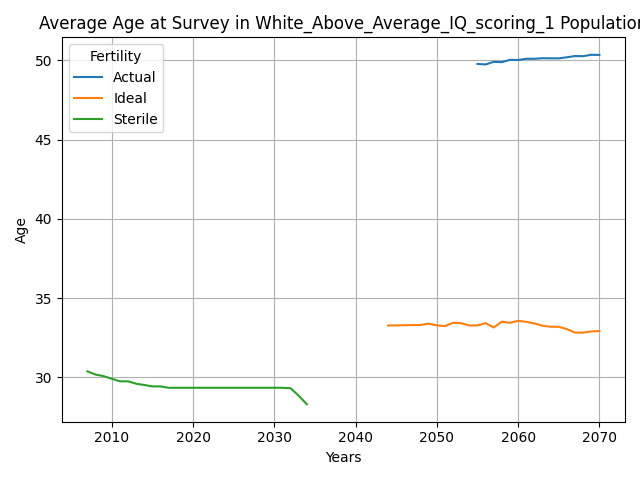 Average Age at Survey in White_Above_Average_IQ_scoring_1 Population
Fertility
Actual
Ideal
Sterile
50
45
40
35
30
Age
2010 2020 2030 2040 2050 2060 2070
Years